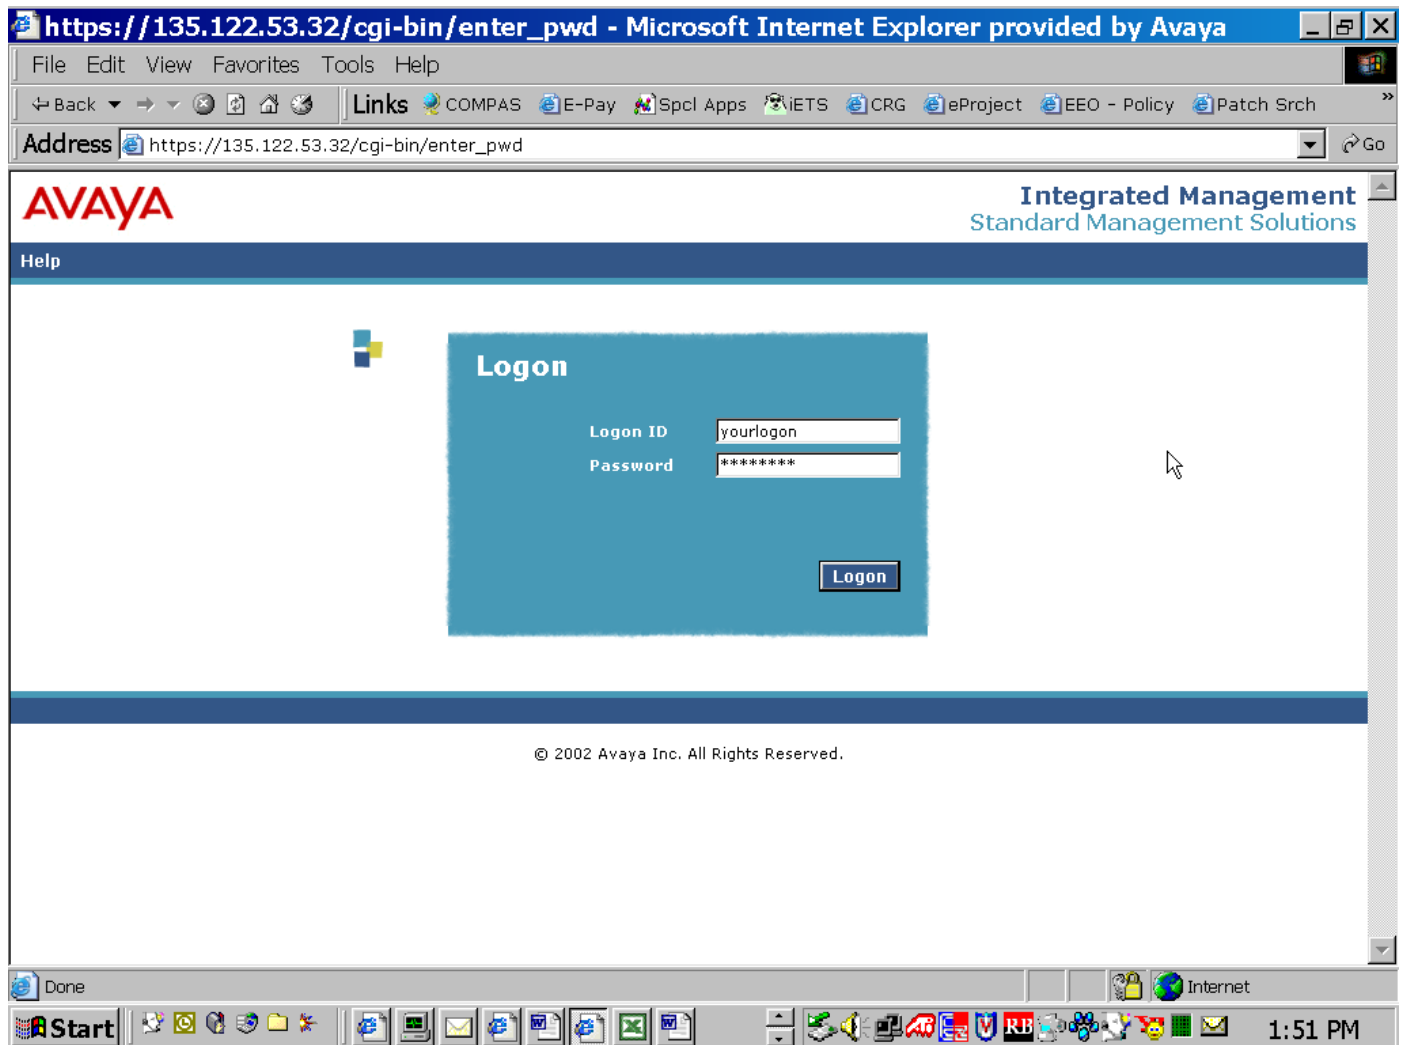 https://135.122.53.32/cgi-bin/enter_pwd - Microsoft Internet Explorer provided by Avaya
File Edit View Favorites Tools Help
Back Links COMPAS E-Pay Spcl Apps iETS CRG eProject EEO - Policy Patch Srch »
Address https://135.122.53.32/cgi-bin/enter_pwd Go
AVAYA
Integrated Management
Standard Management Solutions
Help
Logon
Logon ID yourlogon
Password ********
Logon
© 2002 Avaya Inc. All Rights Reserved.
Done Internet
Start RB 1:51 PM